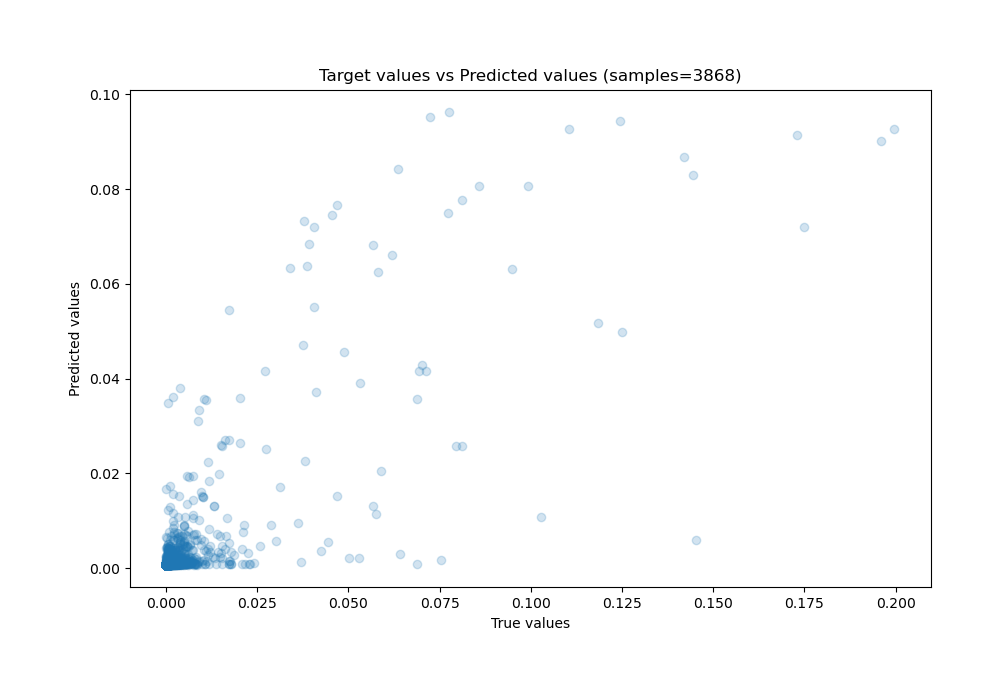 Target values vs Predicted values (samples=3868)
0.10
0.08
0.06
0.04
0.02
0.00
Predicted values
0.000 0.025 0.050 0.075 0.100 0.125 0.150 0.175 0.200
True values